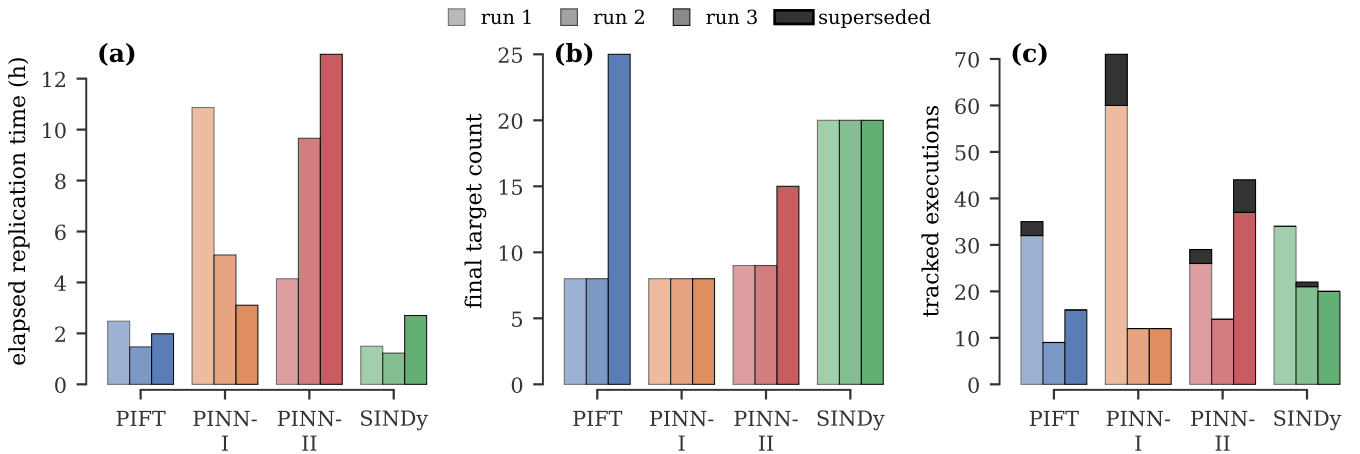 run 1 run 2 run 3 superseded
(a)
elapsed replication time (h)
12
10
8
6
4
2
0
PIFT PINN-I PINN-II SINDy
(b)
final target count
25
20
15
10
5
0
PIFT PINN-I PINN-II SINDy
(c)
tracked executions
70
60
50
40
30
20
10
0
PIFT PINN-I PINN-II SINDy